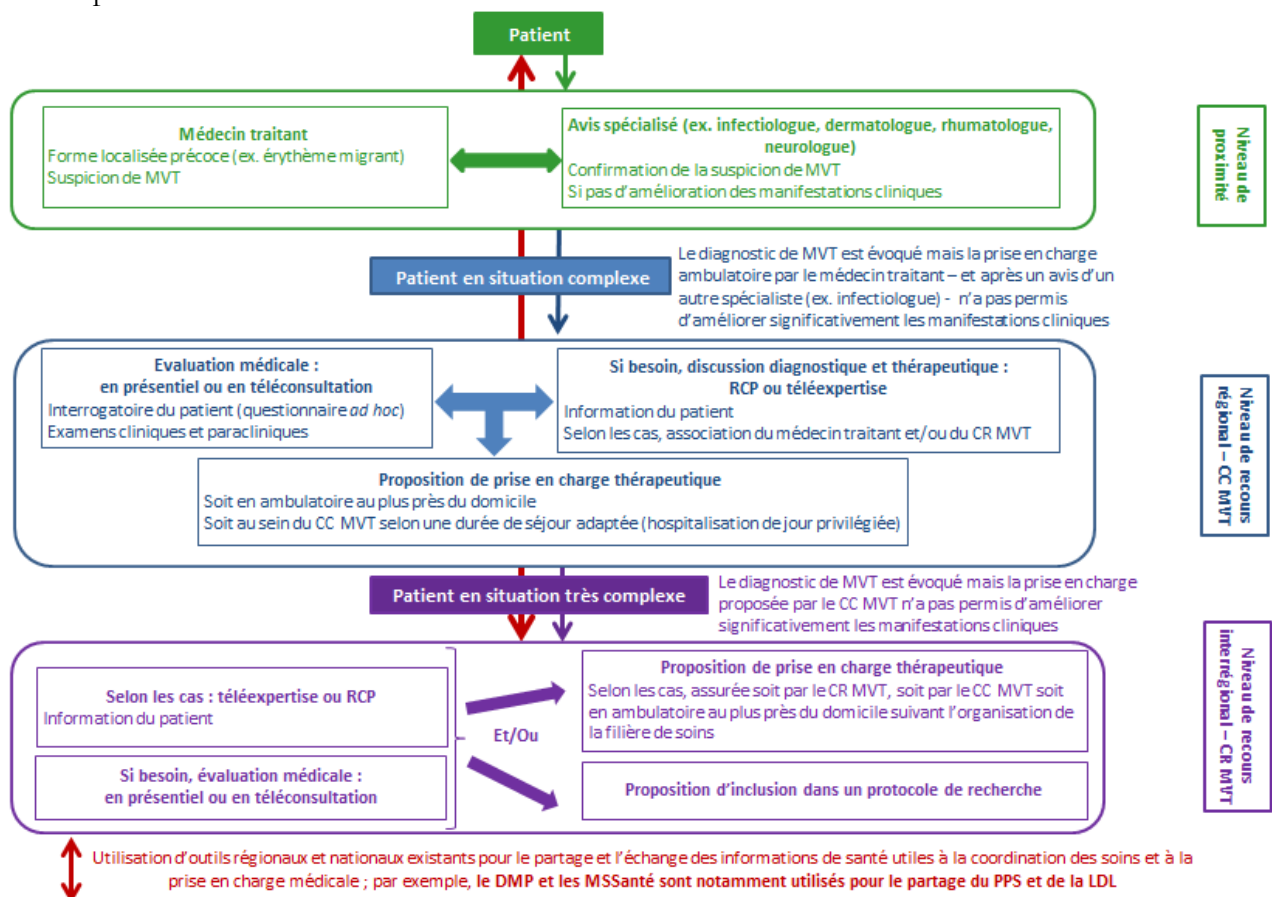 Patient
Médecin traitant
Forme localisée précoce (ex. érythème migrant)
Suspicion de MVT
Avis spécialisé (ex. infectiologue, dermatologue, rhumatologue,
neurologue)
Confirmation de la suspicion de MVT
Si pas d'amélioration des manifestations cliniques
Niveau de
proximité
Patient en situation complexe
Le diagnostic de MVT est évoqué mais la prise en charge
ambulatoire par le médecin traitant – et après un avis d'un
autre spécialiste (ex. infectiologue) - n'a pas permis
d'améliorer significativement les manifestations cliniques
Evaluation médicale :
en présentiel ou en téléconsultation
Interrogatoire du patient (questionnaire ad hoc)
Examens cliniques et paracliniques
Si besoin, discussion diagnostique et thérapeutique :
RCP ou téléexpertise
Information du patient
Selon les cas, association du médecin traitant et/ou du CR MVT
Proposition de prise en charge thérapeutique
Soit en ambulatoire au plus près du domicile
Soit au sein du CC MVT selon une durée de séjour adaptée (hospitalisation de jour privilégiée)
Niveau de recours
régional – CC MVT
Patient en situation très complexe
Le diagnostic de MVT est évoqué mais la prise en charge
proposée par le CC MVT n'a pas permis d'améliorer
significativement les manifestations cliniques
Selon les cas : téléexpertise ou RCP
Information du patient
Si besoin, évaluation médicale :
en présentiel ou en téléconsultation
Et/Ou
Proposition de prise en charge thérapeutique
Selon les cas, assurée soit par le CR MVT, soit par le CC MVT soit
en ambulatoire au plus près du domicile suivant l'organisation de
la filière de soins
Proposition d'inclusion dans un protocole de recherche
Niveau de recours
interrégional – CR MVT
Utilisation d'outils régionaux et nationaux existants pour le partage et l'échange des informations de santé utiles à la coordination des soins et à la
prise en charge médicale ; par exemple, le DMP et les MSSanté sont notamment utilisés pour le partage du PPS et de la LDL